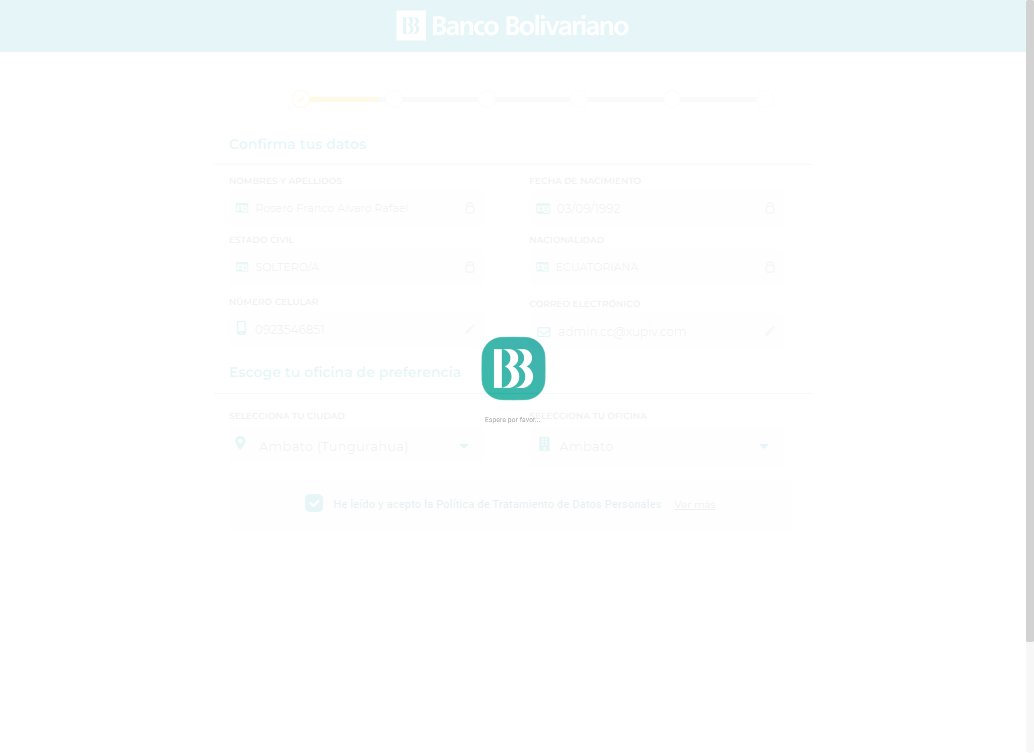 Banco Bolivariano
Confirma tus datos
NOMBRES Y APELLIDOS
FECHA DE NACIMIENTO
Rosero Franco Alvaro Rafael
03/09/1992
ESTADO CIVIL
NACIONALIDAD
SOLTERO/A
ECUATORIANA
NÚMERO CELULAR
CORREO ELECTRÓNICO
0923546851
admin.cc@xupiv.com
Escoge tu oficina de preferencia
Espere por favor...
SELECCIONA TU CIUDAD
SELECCIONA TU OFICINA
Ambato (Tungurahua)
Ambato
He leído y acepto la Política de Tratamiento de Datos Personales Ver más